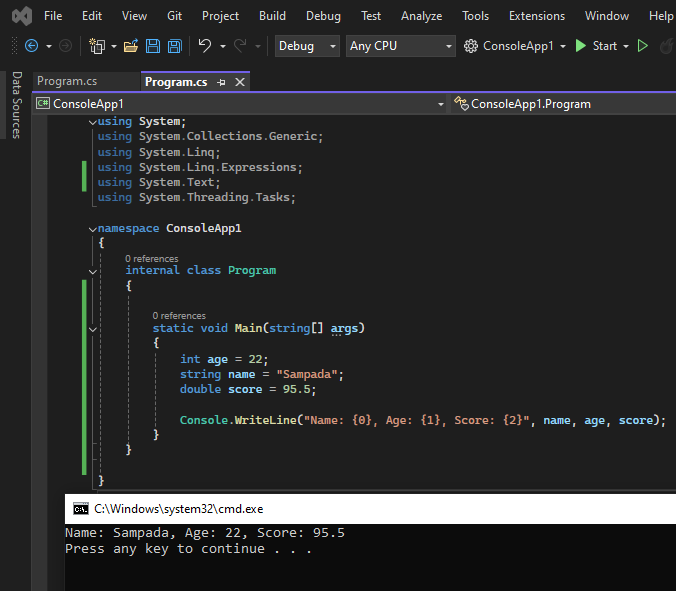 File Edit View Git Project Build Debug Test Analyze Tools Extensions Window Help
Debug Any CPU ConsoleApp1 Start
Data Sources
Program.cs Program.cs
C# ConsoleApp1 ConsoleApp1.Program
using System;
using System.Collections.Generic;
using System.Linq;
using System.Linq.Expressions;
using System.Text;
using System.Threading.Tasks;
namespace ConsoleApp1
{
0 references
internal class Program
{
0 references
static void Main(string[] args)
{
int age = 22;
string name = "Sampada";
double score = 95.5;
Console.WriteLine("Name: {0}, Age: {1}, Score: {2}", name, age, score);
}
}
}
C:\Windows\system32\cmd.exe
Name: Sampada, Age: 22, Score: 95.5
Press any key to continue . . .